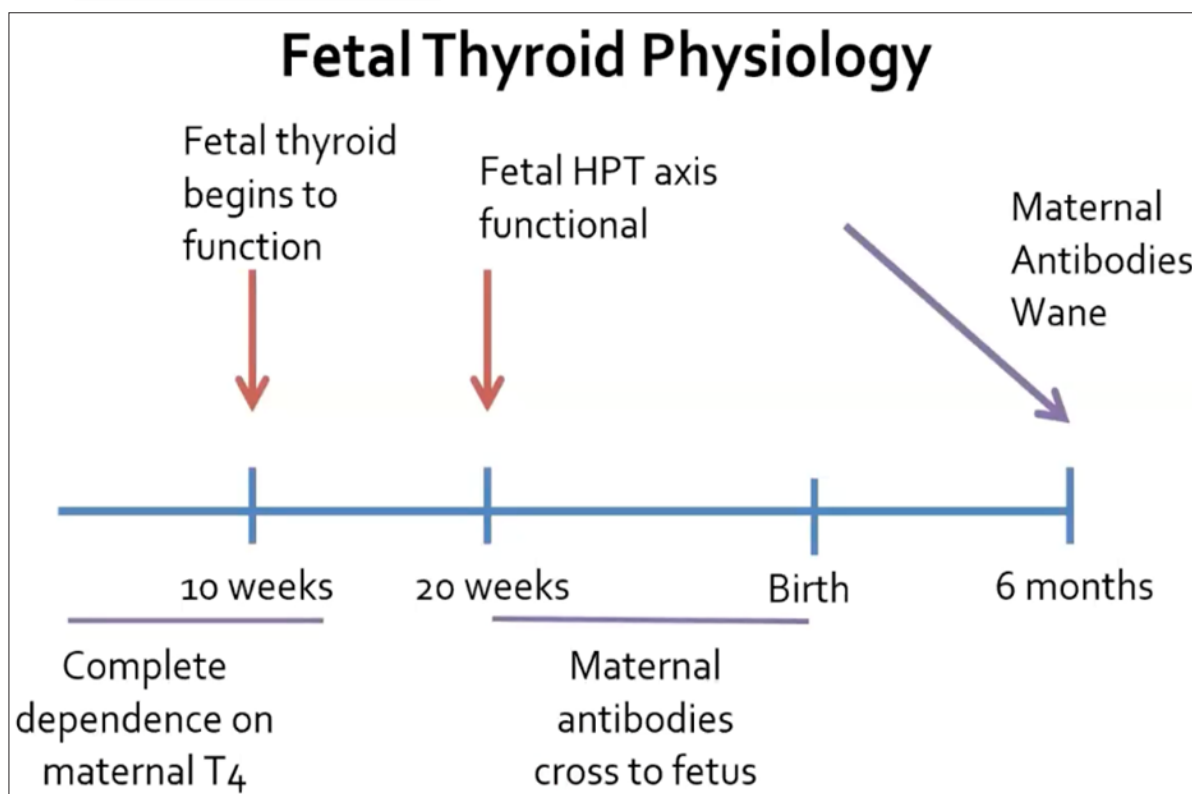 Fetal Thyroid Physiology
Fetal thyroid
begins to
function
Fetal HPT axis
functional
Maternal
Antibodies
Wane
10 weeks
20 weeks
Birth
6 months
Complete
dependence on
maternal T4
Maternal
antibodies
cross to fetus